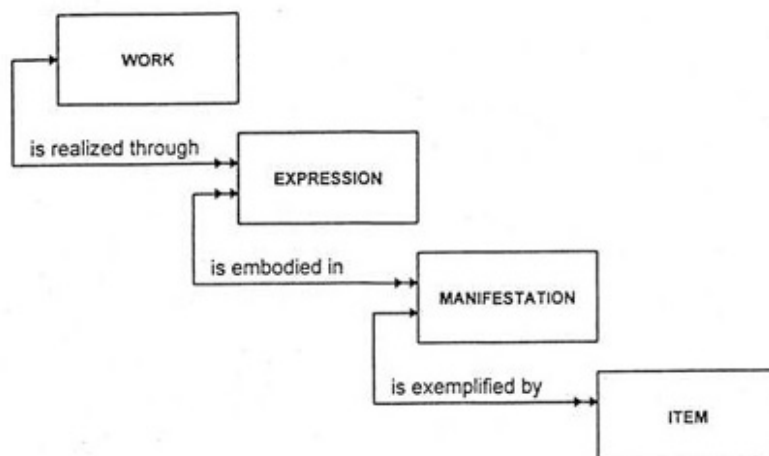 WORK
is realized through
EXPRESSION
is embodied in
MANIFESTATION
is exemplified by
ITEM